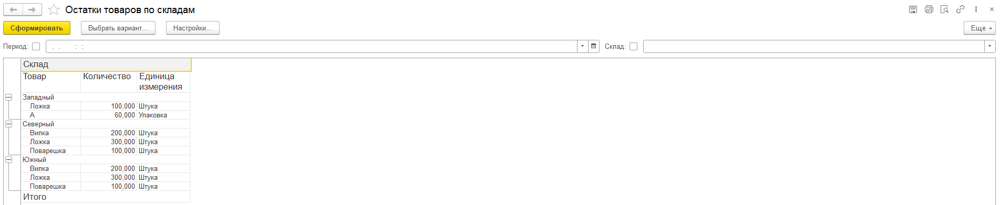 Остатки товаров по складам
Сформировать Выбрать вариант... Настройки... Еще
Период: . . : : Склад:
Склад
Товар Количество Единица измерения
Западный
Ложка 100,000 Штука
А 60,000 Упаковка
Северный
Вилка 200,000 Штука
Ложка 300,000 Штука
Поварешка 100,000 Штука
Южный
Вилка 200,000 Штука
Ложка 300,000 Штука
Поварешка 100,000 Штука
Итого